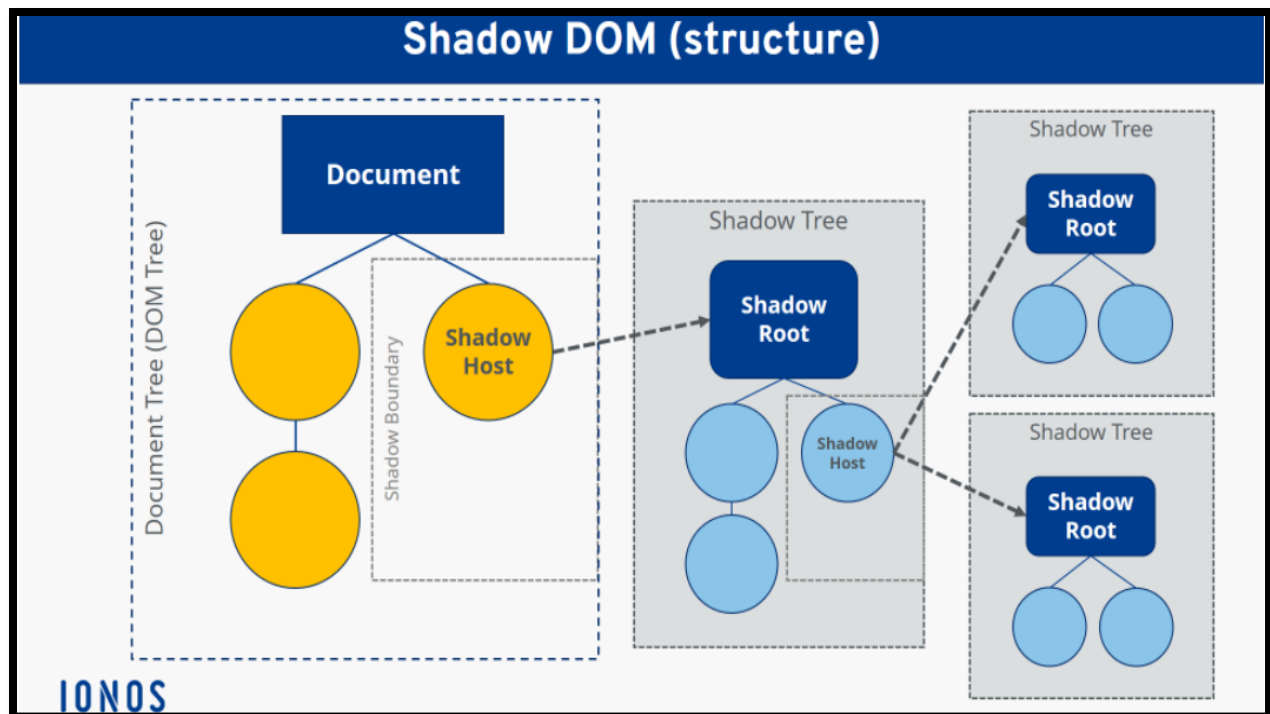 Shadow DOM (structure)
Document Tree (DOM Tree)
Document
Shadow Boundary
Shadow
Host
Shadow Tree
Shadow
Root
Shadow
Host
Shadow Tree
Shadow
Root
Shadow Tree
Shadow
Root
IONOS